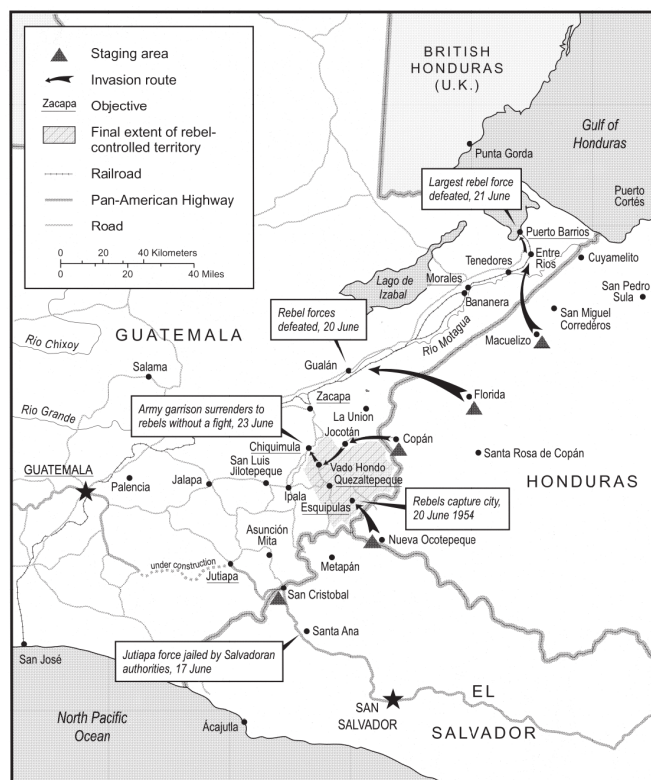 Staging area
Invasion route
Zacapa Objective
Final extent of rebel-
controlled territory
Railroad
Pan-American Highway
Road
0 20 40 Kilometers
0 20 40 Miles
BRITISH
HONDURAS
(U.K.)
Gulf of
Honduras
Punta Gorda
Largest rebel force
defeated, 21 June
Puerto
Cortés
Puerto Barrios
Entre
Rios
Cuyamelito
Tenedores
Lago de
Izabal
Morales
Bananera
San Pedro
Sula
San Miguel
Correderos
Rebel forces
defeated, 20 June
Río Motagua
Macuelizo
GUATEMALA
Río Chixoy
Gualán
Salama
Florida
Zacapa
Río Grande
Army garrison surrenders to
rebels without a fight, 23 June
La Union
Jocotán
Copán
Chiquimula
Santa Rosa de Copán
HONDURAS
San Luis
Jilotepeque
Vado Hondo
Quezaltepeque
GUATEMALA
Palencia
Jalapa
Ipala
Esquipulas
Rebels capture city,
20 June 1954
Asunción
Mita
Nueva Ocotepeque
under construction
Metapán
Jutiapa
San Cristobal
Santa Ana
San José
Jutiapa force jailed by Salvadoran
authorities, 17 June
North Pacific
Ocean
Ácajutla
SAN
SALVADOR
EL
SALVADOR